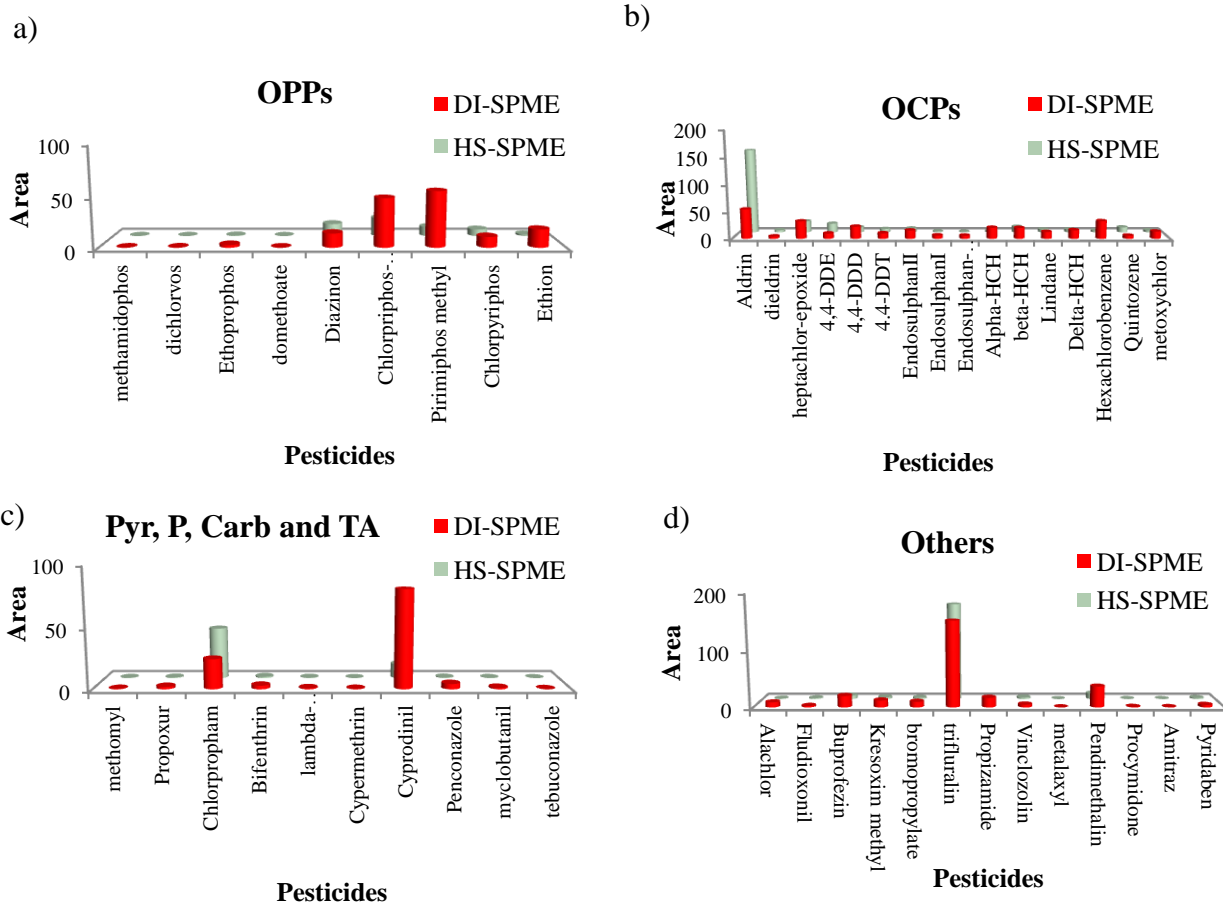 a)
OPPs
DI-SPME
HS-SPME
Area
100
50
0
methamidophos
dichlorvos
Ethoprophos
domethoate
Diazinon
Chlorpriphos-…
Pirimiphos methyl
Chlorpyriphos
Ethion
Pesticides
b)
OCPs
DI-SPME
HS-SPME
Area
200
150
100
50
0
Aldrin
dieldrin
heptachlor-epoxide
4,4-DDE
4,4-DDD
4.4-DDT
EndosulphanII
EndosulphanI
Endosulphan-…
Alpha-HCH
beta-HCH
Lindane
Delta-HCH
Hexachlorobenzene
Quintozene
metoxychlor
Pesticides
c)
Pyr, P, Carb and TA
DI-SPME
HS-SPME
Area
100
50
0
methomyl
Propoxur
Chlorpropham
Bifenthrin
lambda-…
Cypermethrin
Cyprodinil
Penconazole
myclobutanil
tebuconazole
Pesticides
d)
Others
DI-SPME
HS-SPME
Area
200
100
0
Alachlor
Fludioxonil
Buprofezin
Kresoxim methyl
bromopropylate
trifluralin
Propizamide
Vinclozolin
metalaxyl
Pendimethalin
Procymidone
Amitraz
Pyridaben
Pesticides